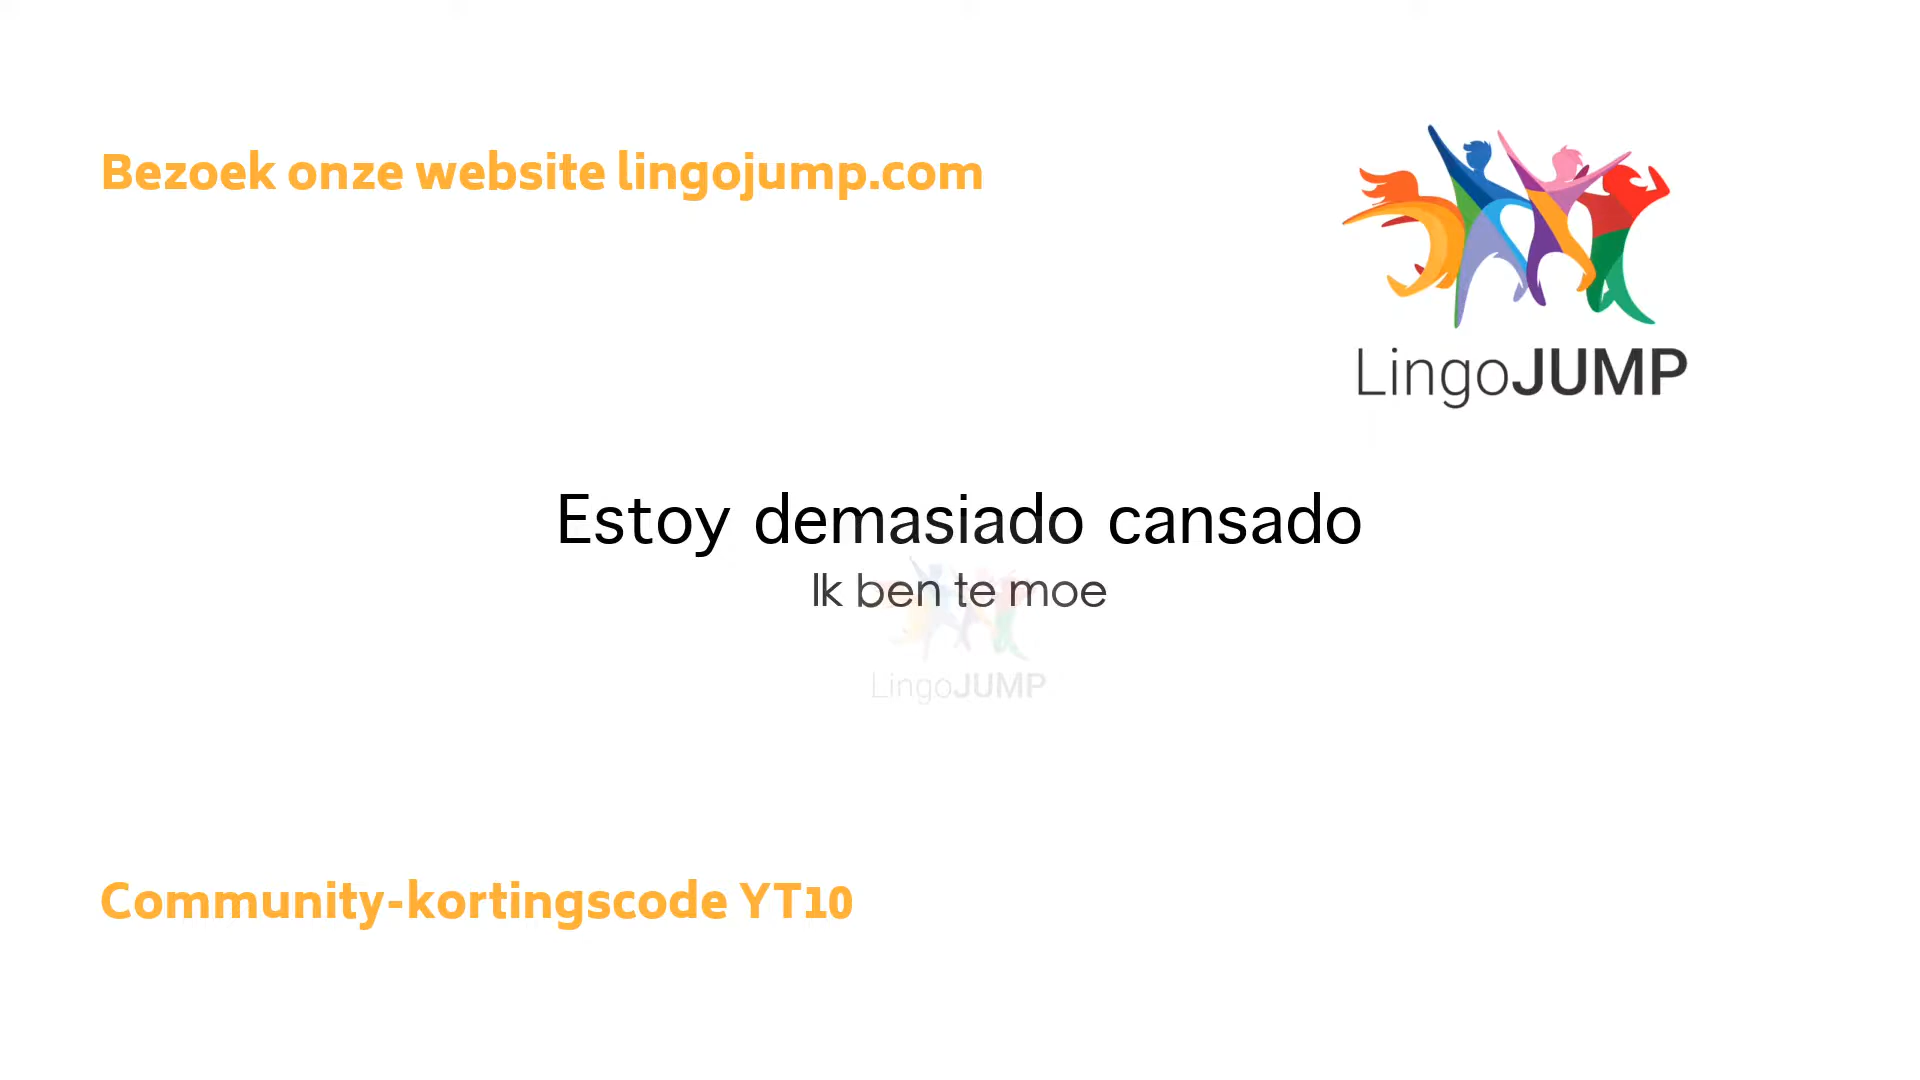 Bezoek onze website lingojump.com
LingoJUMP
Estoy demasiado cansado
Ik ben te moe
LingoJUMP
Community-kortingscode YT10